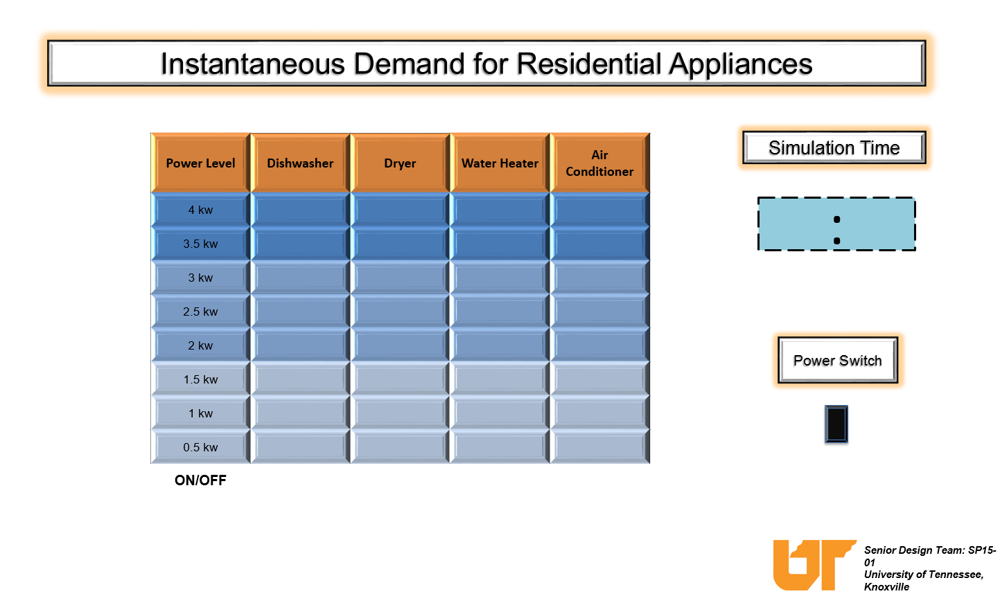 Instantaneous Demand for Residential Appliances
Power Level Dishwasher Dryer Water Heater Air
Conditioner
Simulation Time
4 kw
:
3.5 kw
3 kw
2.5 kw
2 kw
Power Switch
1.5 kw
1 kw
0.5 kw
ON/OFF
UT
Senior Design Team: SP15-
01
University of Tennessee,
Knoxville